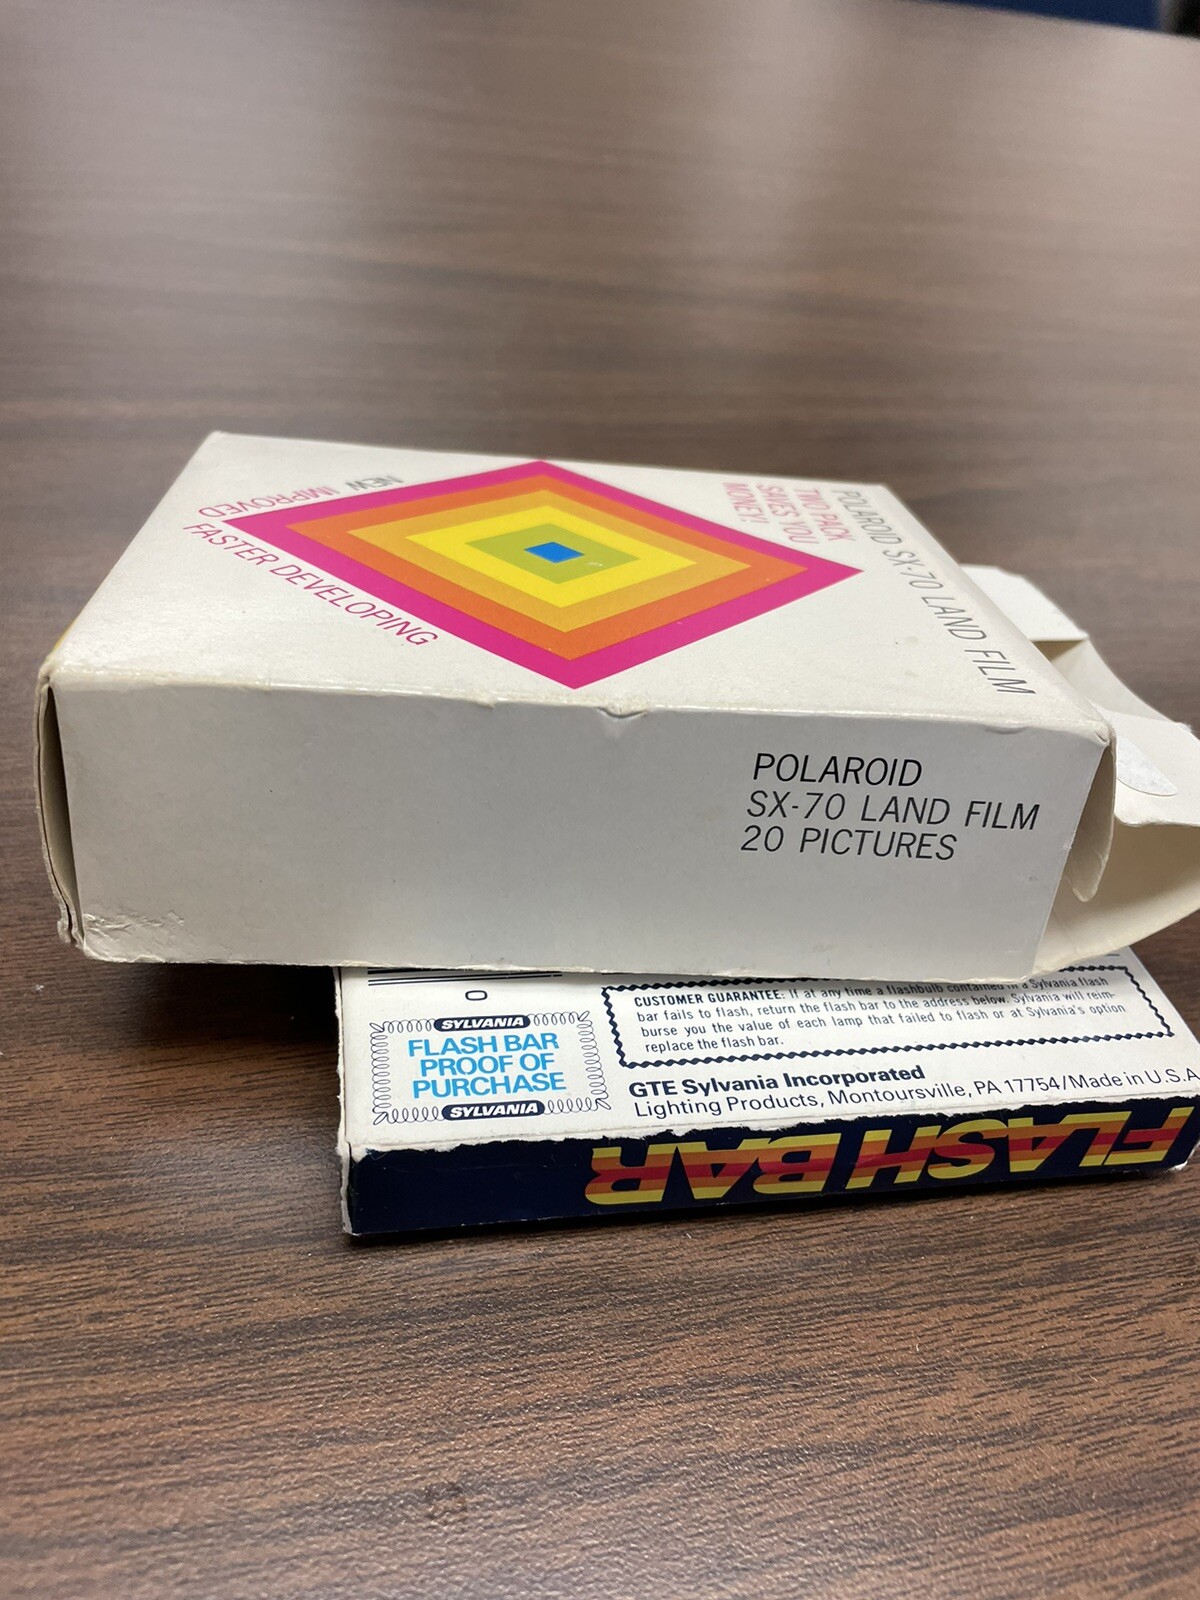 NEW IMPROVED
FASTER DEVELOPING
TWO PACK
SAVES YOU
MONEY!
POLAROID SX-70 LAND FILM
POLAROID
SX-70 LAND FILM
20 PICTURES
0
SYLVANIA
FLASH BAR
PROOF OF
PURCHASE
SYLVANIA
CUSTOMER GUARANTEE: If at any time a flashbulb contained in a Sylvania flash
bar fails to flash, return the flash bar to the address below. Sylvania will reim-
burse you the value of each lamp that failed to flash or at Sylvania's option
replace the flash bar.
GTE Sylvania Incorporated
Lighting Products, Montoursville, PA 17754/Made in U.S.A
FLASH BAR